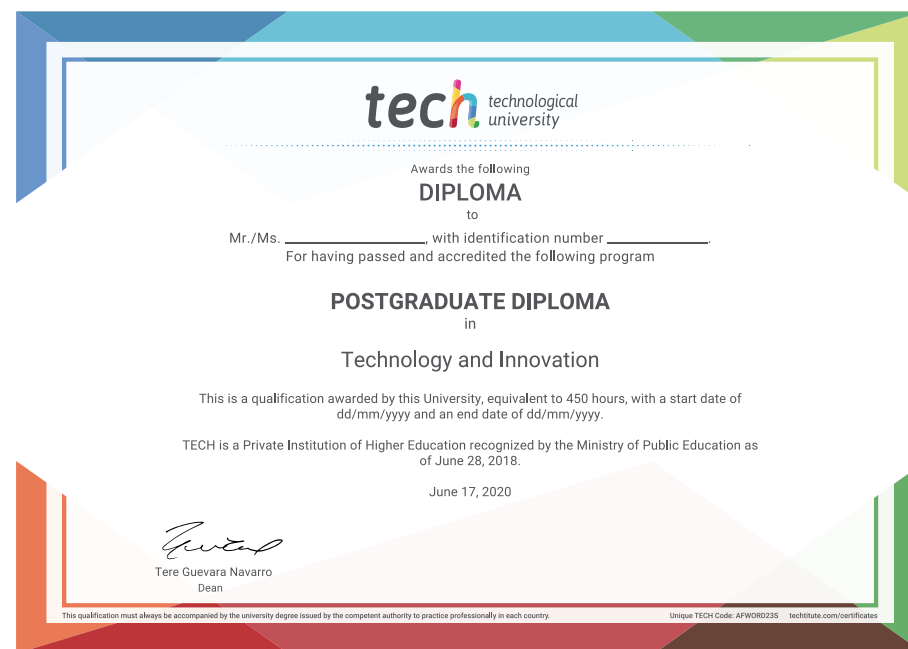 tech technological
university
Awards the following
DIPLOMA
to
Mr./Ms. ____________________, with identification number ______________.
For having passed and accredited the following program
POSTGRADUATE DIPLOMA
in
Technology and Innovation
This is a qualification awarded by this University, equivalent to 450 hours, with a start date of
dd/mm/yyyy and an end date of dd/mm/yyyy.
TECH is a Private Institution of Higher Education recognized by the Ministry of Public Education as
of June 28, 2018.
June 17, 2020
Tere Guevara Navarro
Dean
This qualification must always be accompanied by the university degree issued by the competent authority to practice professionally in each country.
Unique TECH Code: AFWORD23S techtitute.com/certificates